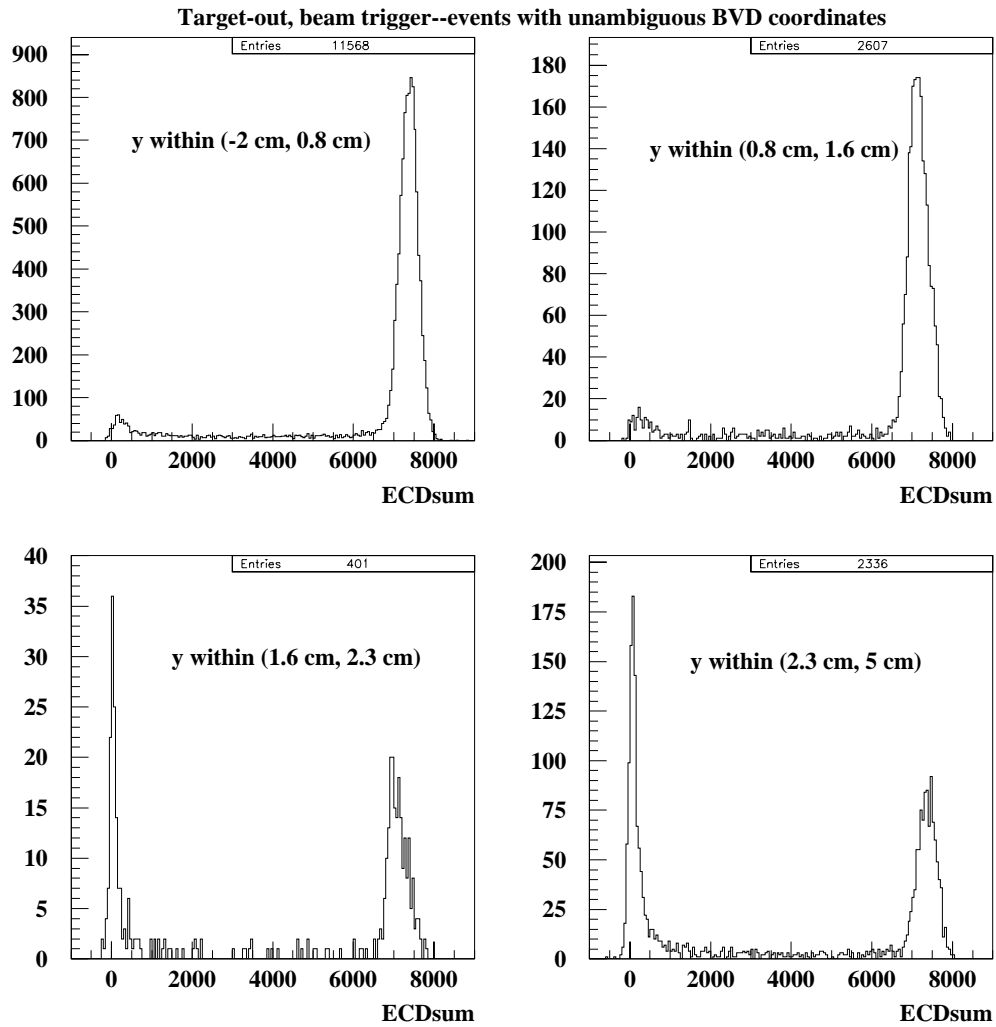 Target-out, beam trigger--events with unambiguous BVD coordinates
Entries 11568
900
800
700
600
500
400
300
200
100
0
y within (-2 cm, 0.8 cm)
0 2000 4000 6000 8000
ECDsum
Entries 2607
180
160
140
120
100
80
60
40
20
0
y within (0.8 cm, 1.6 cm)
0 2000 4000 6000 8000
ECDsum
Entries 401
40
35
30
25
20
15
10
5
0
y within (1.6 cm, 2.3 cm)
0 2000 4000 6000 8000
ECDsum
Entries 2336
200
175
150
125
100
75
50
25
0
y within (2.3 cm, 5 cm)
0 2000 4000 6000 8000
ECDsum